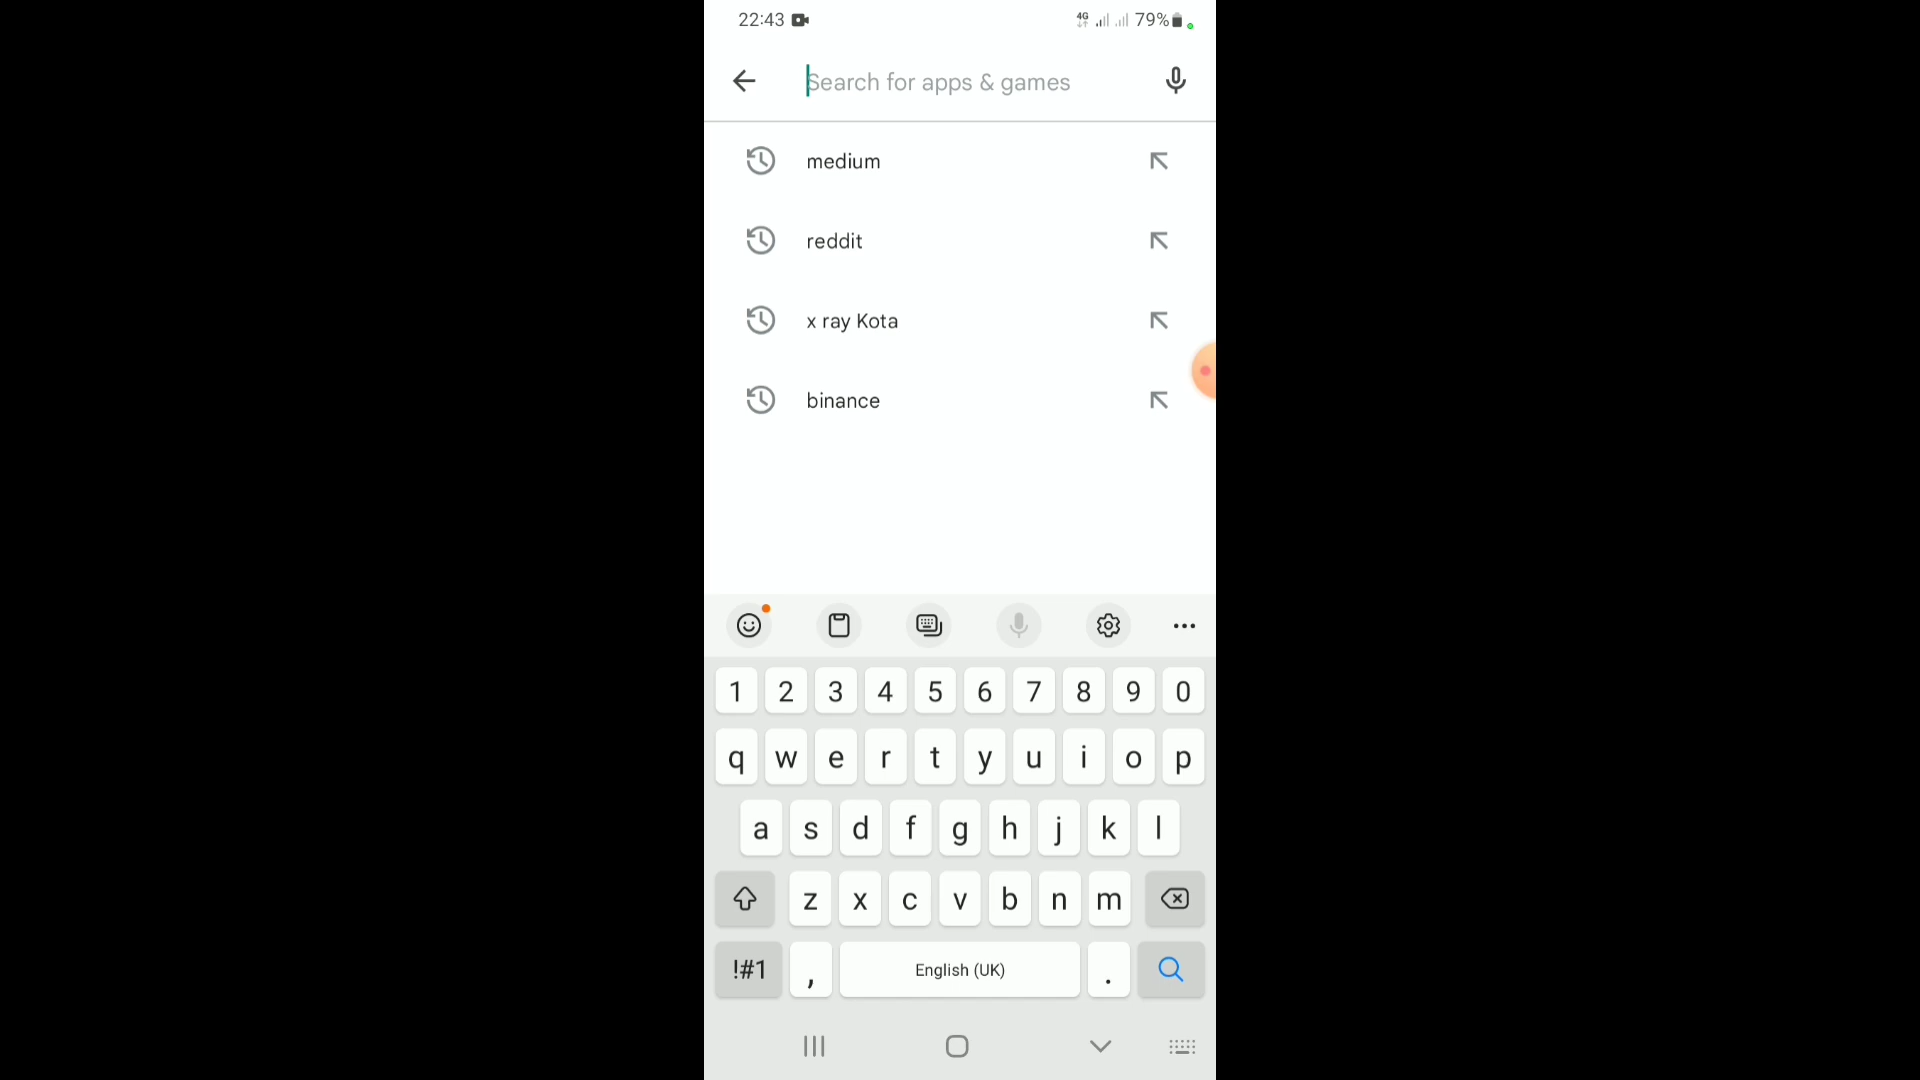 22:43 4G 79%
Search for apps & games
medium
reddit
x ray Kota
binance
1 2 3 4 5 6 7 8 9 0
q w e r t y u i o p
a s d f g h j k l
z x c v b n m
!#1 , English (UK) .